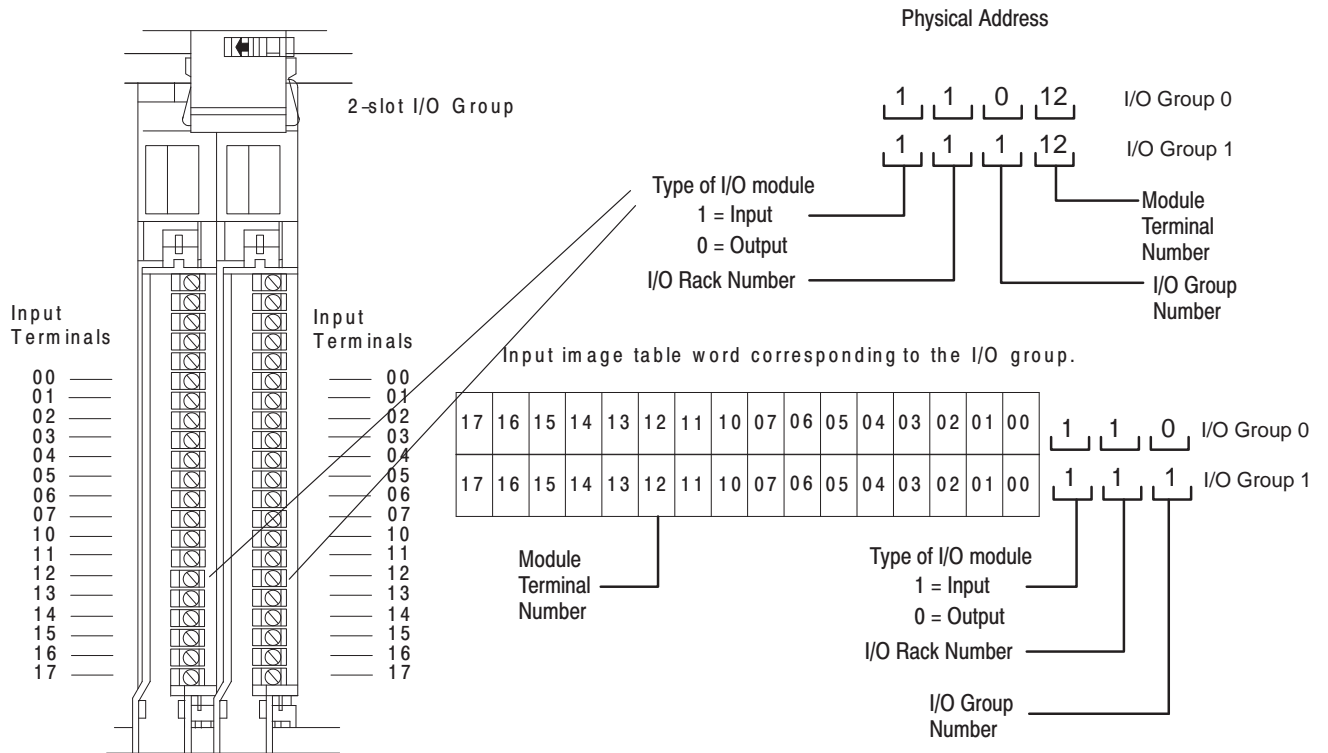 Physical Address
2-slot I/O Group
1 1 0 12 I/O Group 0
1 1 1 12 I/O Group 1
Type of I/O module
1 = Input
0 = Output
I/O Rack Number
Module
Terminal
Number
I/O Group
Number
Input
Terminals
00
01
02
03
04
05
06
07
10
11
12
13
14
15
16
17
Input
Terminals
00
01
02
03
04
05
06
07
10
11
12
13
14
15
16
17
Input image table word corresponding to the I/O group.
17 16 15 14 13 12 11 10 07 06 05 04 03 02 01 00 1 1 0 I/O Group 0
17 16 15 14 13 12 11 10 07 06 05 04 03 02 01 00 1 1 1 I/O Group 1
Module
Terminal
Number
Type of I/O module
1 = Input
0 = Output
I/O Rack Number
I/O Group
Number